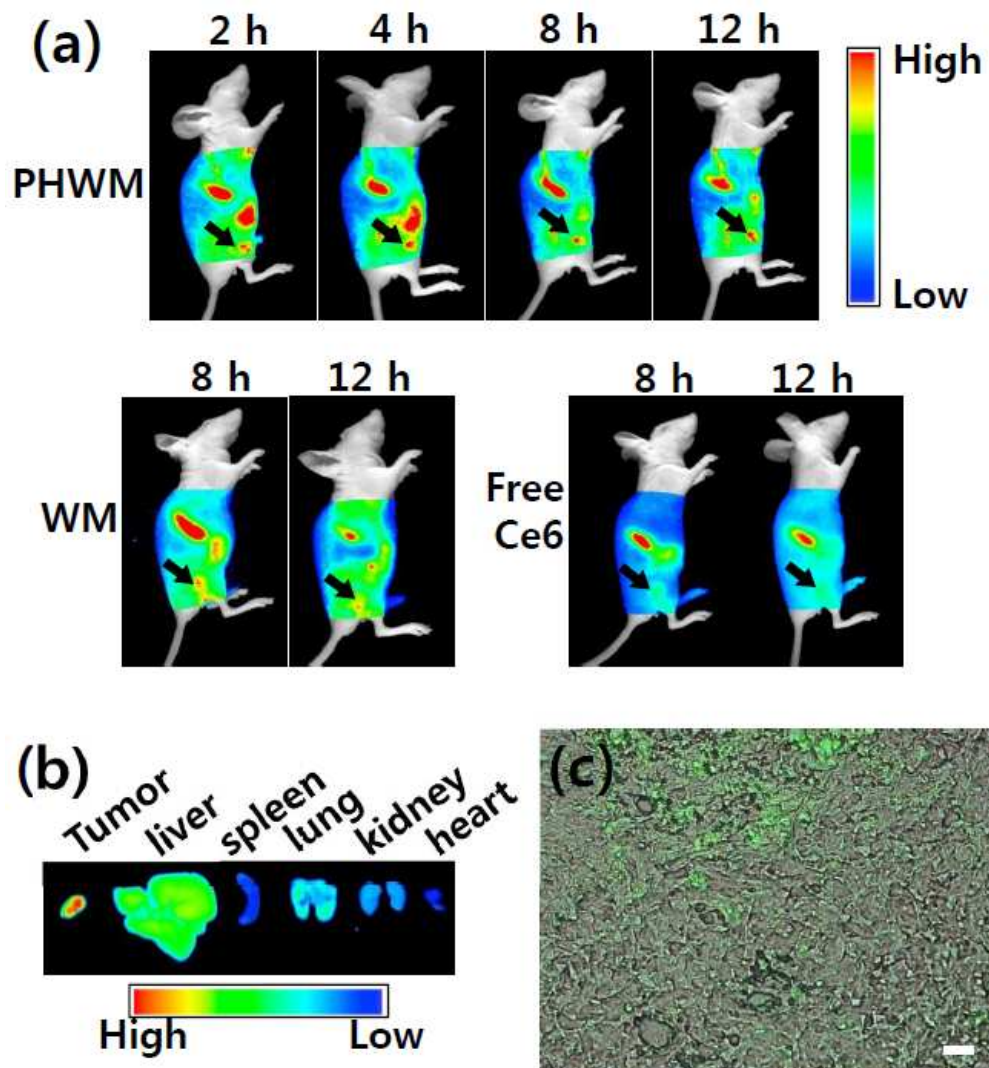 (a)
2 h 4 h 8 h 12 h
High
PHWM
Low
8 h 12 h
8 h 12 h
WM
Free
Ce6
(b)
Tumor liver spleen lung kidney heart
High Low
(c)